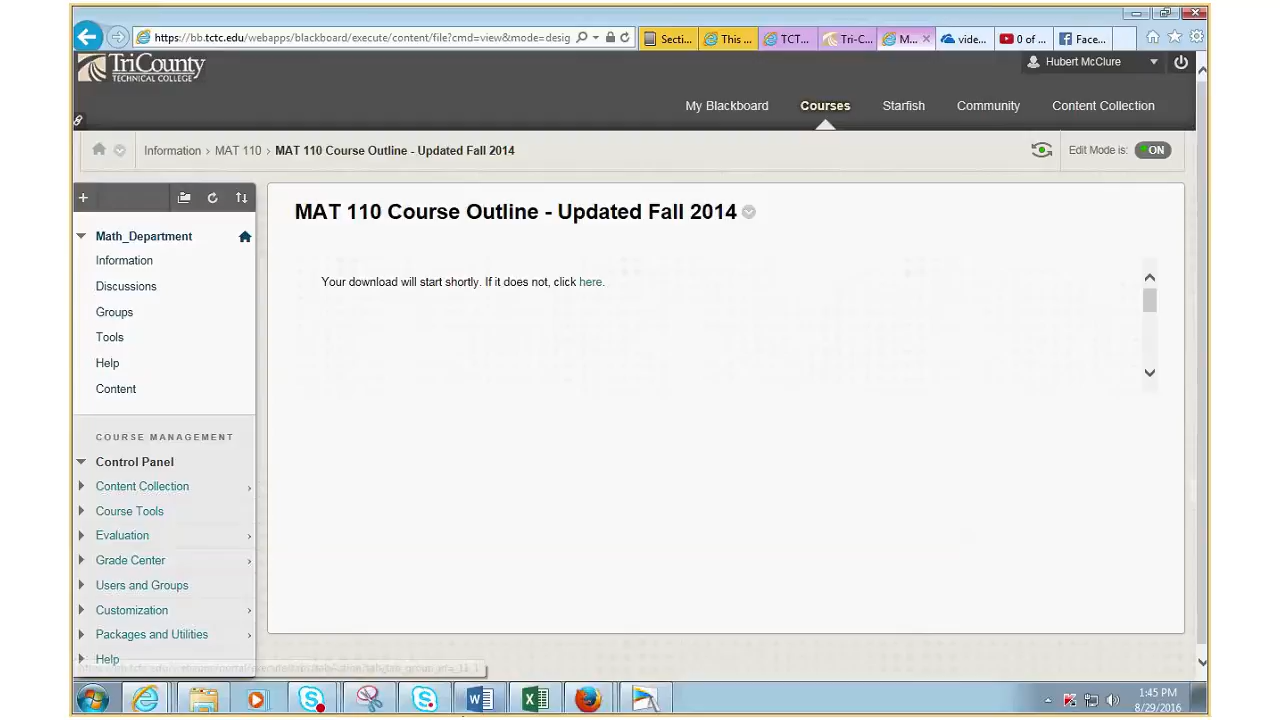 https://bb.tctc.edu/webapps/blackboard/execute/content/file?cmd=view&mode=desig
Secti...
This ...
TCT...
Tri-C...
M...
vide...
0 of ...
Face...
TriCounty
TECHNICAL COLLEGE
Hubert McClure
My Blackboard
Courses
Starfish
Community
Content Collection
Information > MAT 110 > MAT 110 Course Outline - Updated Fall 2014
Edit Mode is: ON
MAT 110 Course Outline - Updated Fall 2014
Your download will start shortly. If it does not, click here.
Math_Department
Information
Discussions
Groups
Tools
Help
Content
COURSE MANAGEMENT
Control Panel
Content Collection
Course Tools
Evaluation
Grade Center
Users and Groups
Customization
Packages and Utilities
Help
1:45 PM
8/29/2016